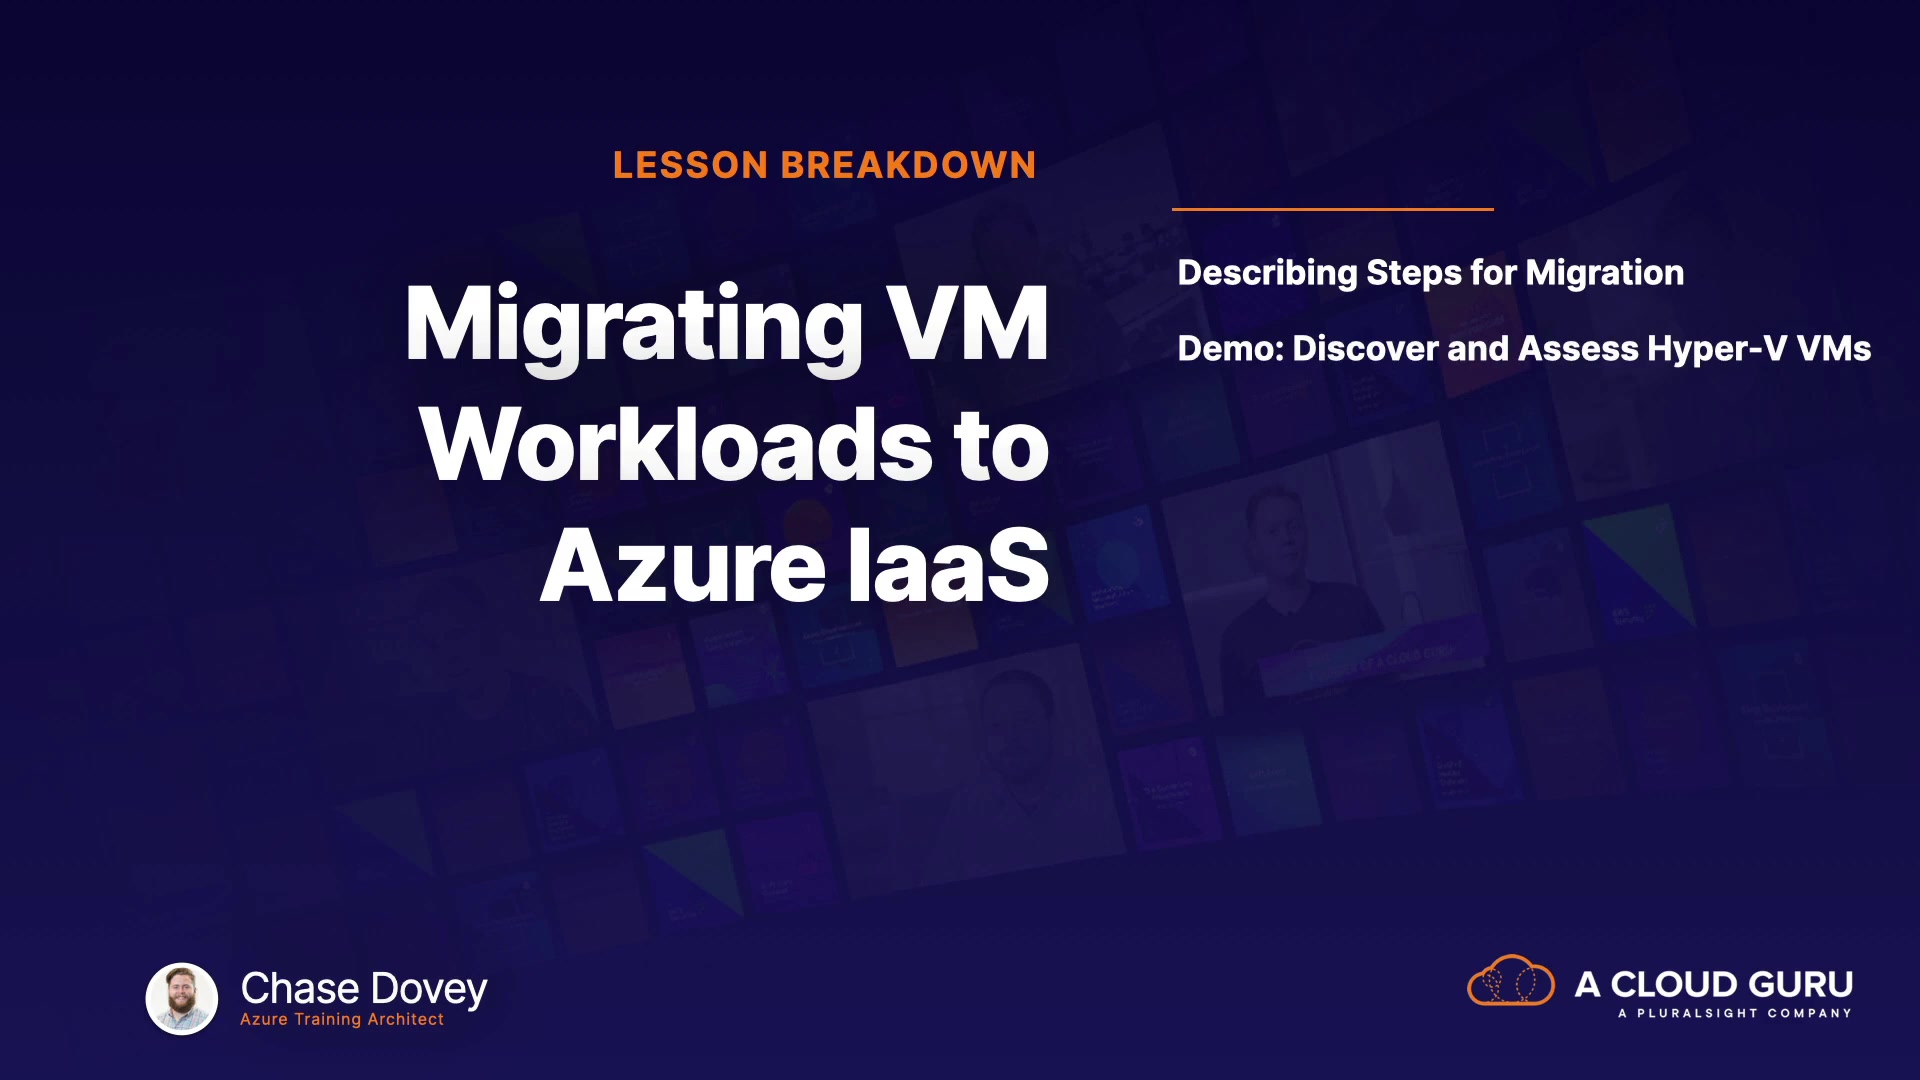 LESSON BREAKDOWN
Migrating VM
Workloads to
Azure IaaS
Describing Steps for Migration
Demo: Discover and Assess Hyper-V VMs
Chase Dovey
Azure Training Architect
A CLOUD GURU
A PLURALSIGHT COMPANY